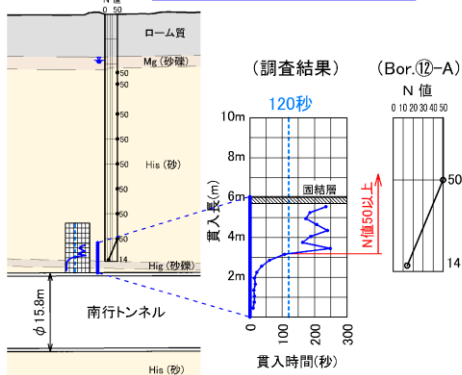 N 値
0 50
ローム質
Mg (砂礫)
50
50
50
50
His (砂)
50
50
50
14
Hig (砂礫)
φ15.8m
南行トンネル
His (砂)
(調査結果)
120秒
10m
8m
6m
4m
2m
貫入長(m)
固結層
N値50以上
0
100
200
300
貫入時間(秒)
(Bor.⑫-A)
N 値
0 10 20 30 40 50
50
14